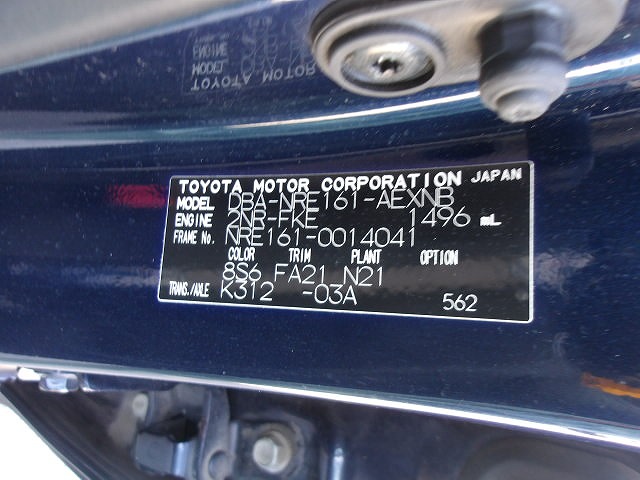 TOYOTA MOTOR CORPORATION JAPAN
MODEL DBA-NRE161-AEXNB
ENGINE 2NR-FKE 1496 mL
FRAME No. NRE161-0014041
COLOR TRIM PLANT OPTION
8S6 FA21 N21
TRANS./AXLE K312 -03A 562